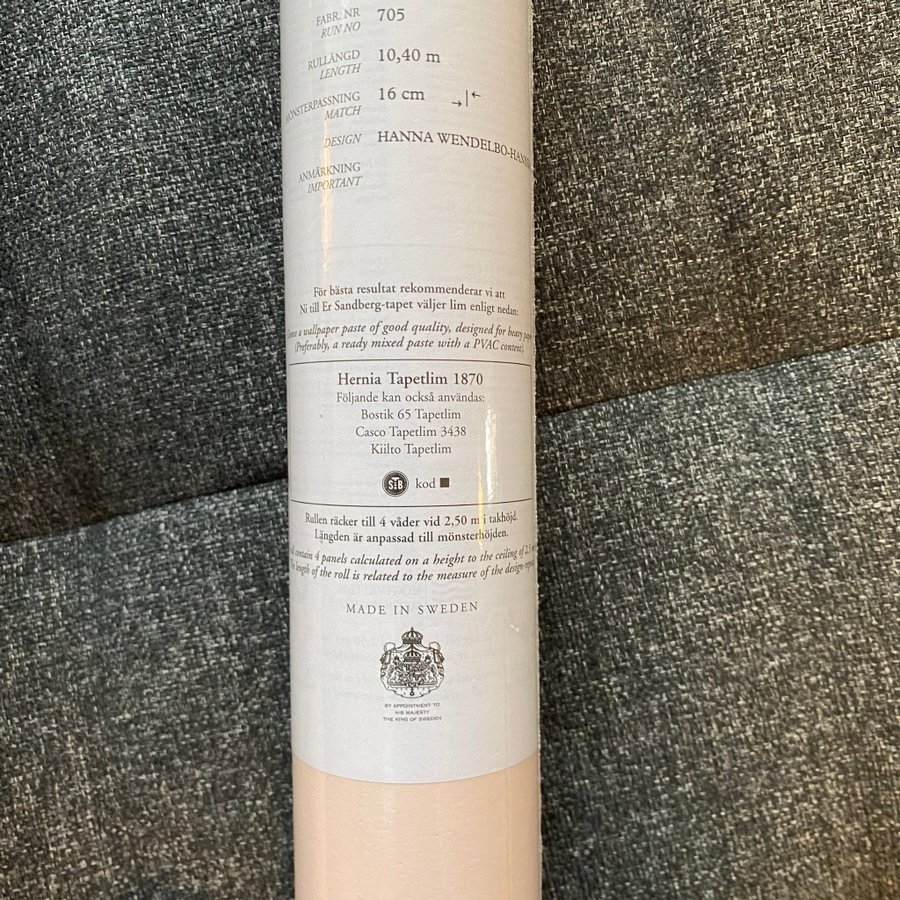 FABR. NR 705
RUN NO
RULLÄNGD 10,40 m
LENGTH
MÖNSTERPASSNING 16 cm
MATCH
DESIGN HANNA WENDELBO-
ANMÄRKNING
IMPORTANT
För bästa resultat rekommenderar vi att
Ni till Er Sandberg-tapet väljer lim enligt nedan:
a wallpaper paste of good quality, designed for heavy
(Preferably, a ready mixed paste with a PVAC content).
Hernia Tapetlim 1870
Följande kan också användas:
Bostik 65 Tapetlim
Casco Tapetlim 3438
Kiilto Tapetlim
STB kod
Rullen räcker till 4 våder vid 2,50 m i takhöjd.
Längden är anpassad till mönsterhöjden.
contain 4 panels calculated on a height to the ceiling of
length of the roll is related to the measure of the design
MADE IN SWEDEN
BY APPOINTMENT TO
HIS MAJESTY
THE KING OF SWEDEN